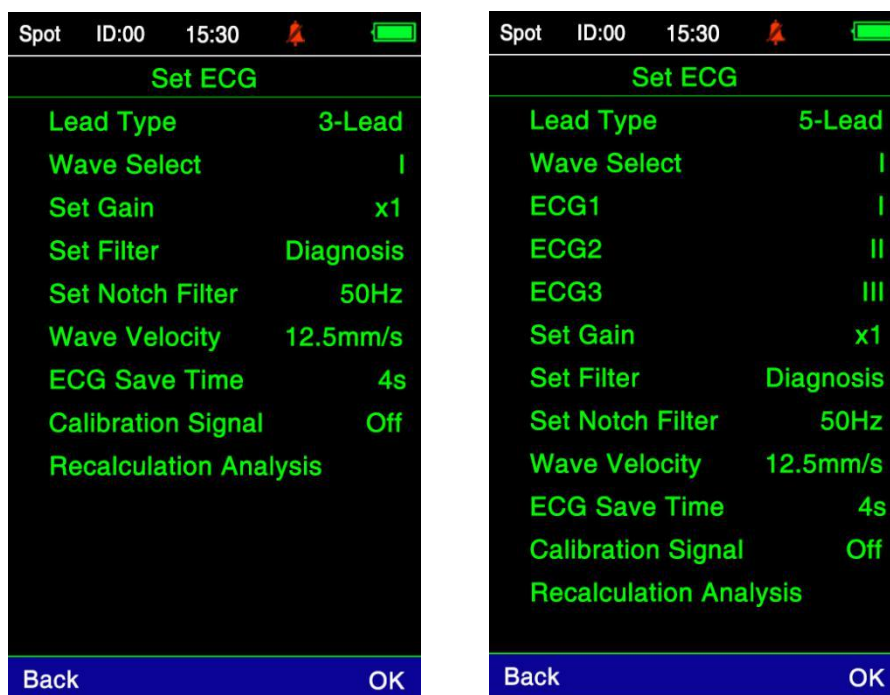 Spot ID:00 15:30
Set ECG
Lead Type 3-Lead
Wave Select I
Set Gain x1
Set Filter Diagnosis
Set Notch Filter 50Hz
Wave Velocity 12.5mm/s
ECG Save Time 4s
Calibration Signal Off
Recalculation Analysis
Back OK
Spot ID:00 15:30
Set ECG
Lead Type 5-Lead
Wave Select I
ECG1 I
ECG2 II
ECG3 III
Set Gain x1
Set Filter Diagnosis
Set Notch Filter 50Hz
Wave Velocity 12.5mm/s
ECG Save Time 4s
Calibration Signal Off
Recalculation Analysis
Back OK